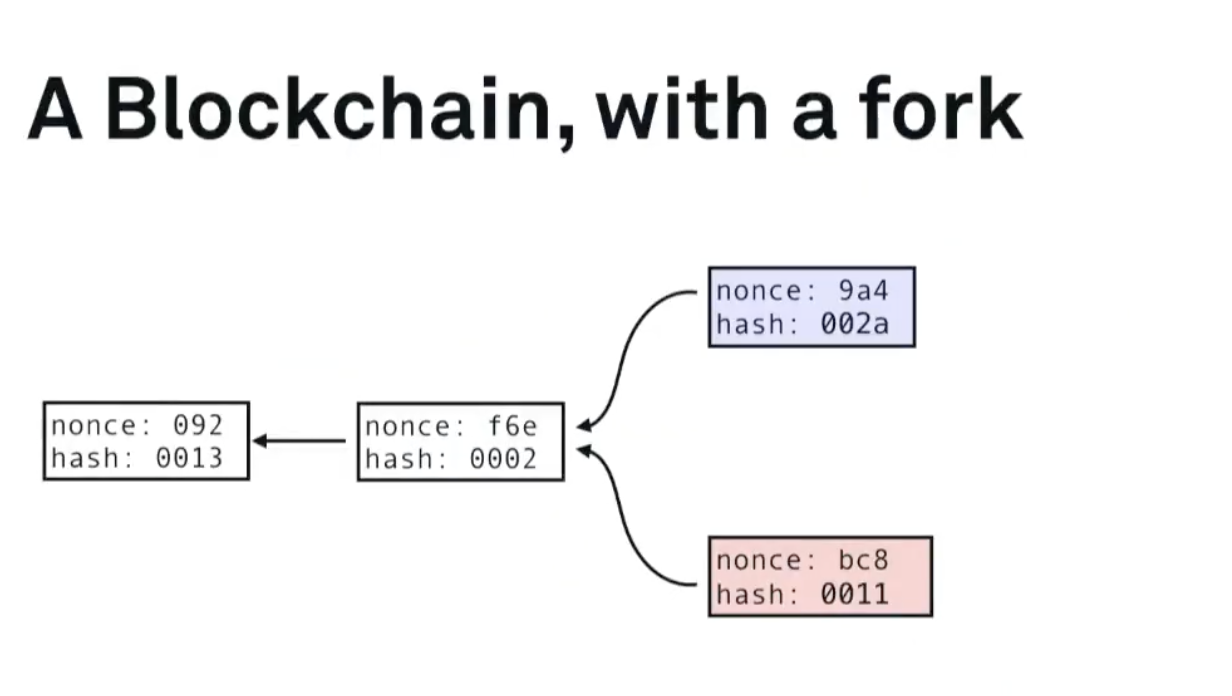 A Blockchain, with a fork
nonce: 9a4
hash: 002a
nonce: 092
hash: 0013
nonce: f6e
hash: 0002
nonce: bc8
hash: 0011